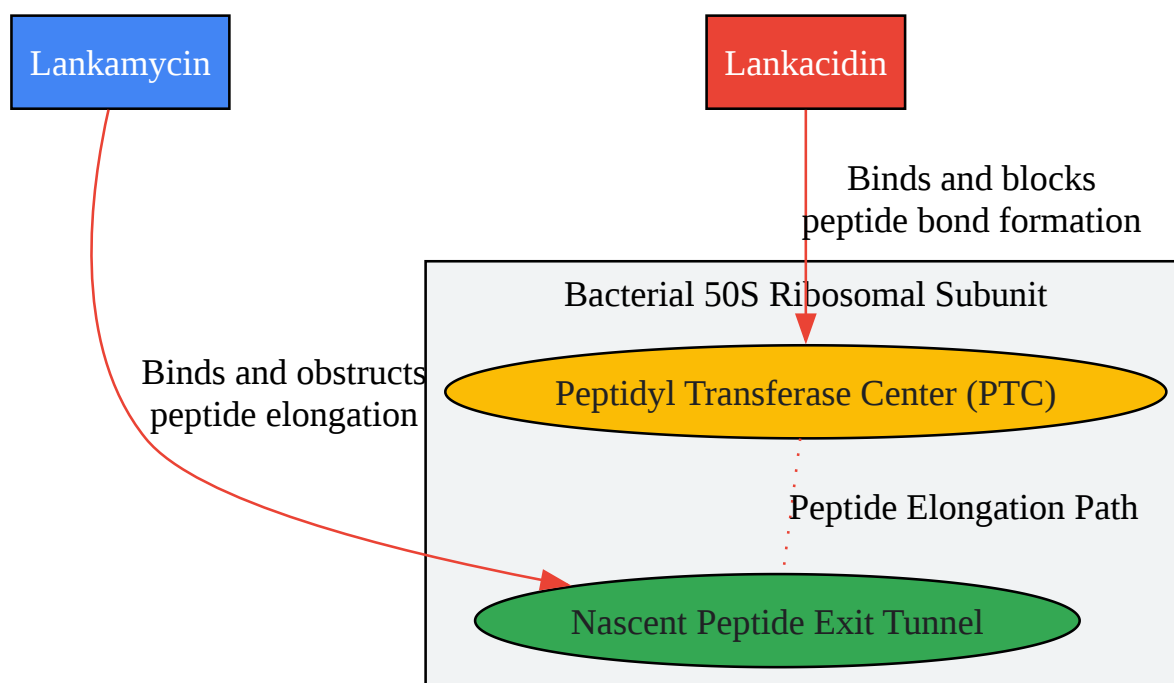 Lankamycin
Lankacidin
Binds and blocks
peptide bond formation
Bacterial 50S Ribosomal Subunit
Binds and obstructs
peptide elongation
Peptidyl Transferase Center (PTC)
Peptide Elongation Path
Nascent Peptide Exit Tunnel